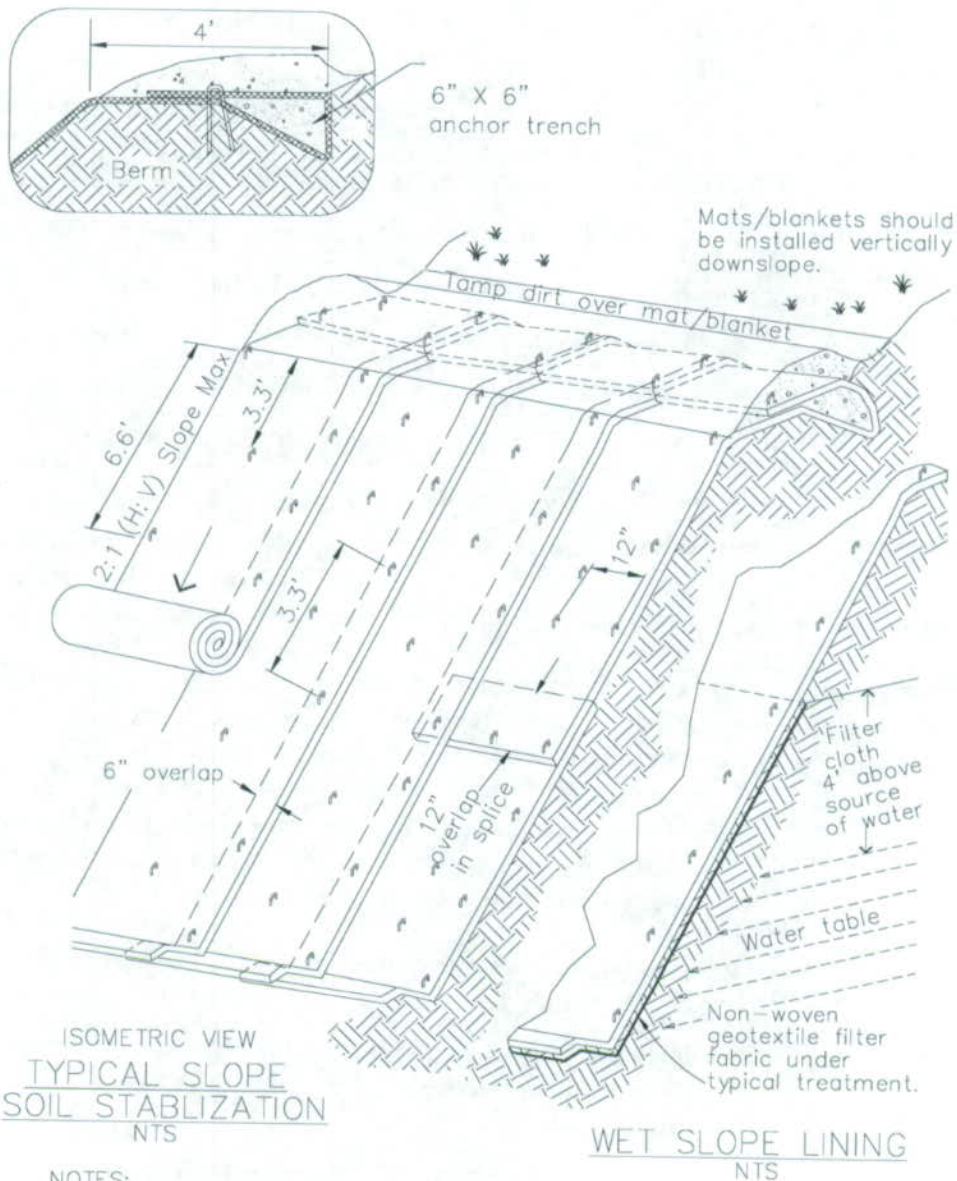 4'
6" X 6"
anchor trench
Berm
Mats/blankets should
be installed vertically
downslope.
Tamp dirt over mat/blanket
6.6'
2:1 (H:V) Slope Max
3.3'
3.3'
12"
6" overlap
12"
overlap
in splice
Filter
cloth
4' above
source
of water
Water table
Non-woven
geotextile filter
fabric under
typical treatment.
ISOMETRIC VIEW
TYPICAL SLOPE
SOIL STABLIZATION
NTS
WET SLOPE LINING
NTS
NOTES: